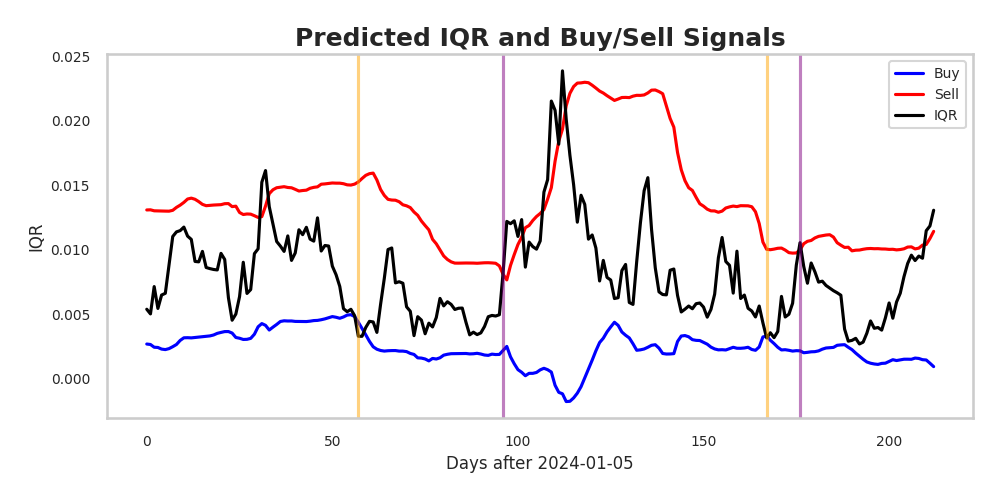 Predicted IQR and Buy/Sell Signals
0.025
0.020
0.015
0.010
0.005
0.000
IQR
Buy
Sell
IQR
0 50 100 150 200
Days after 2024-01-05